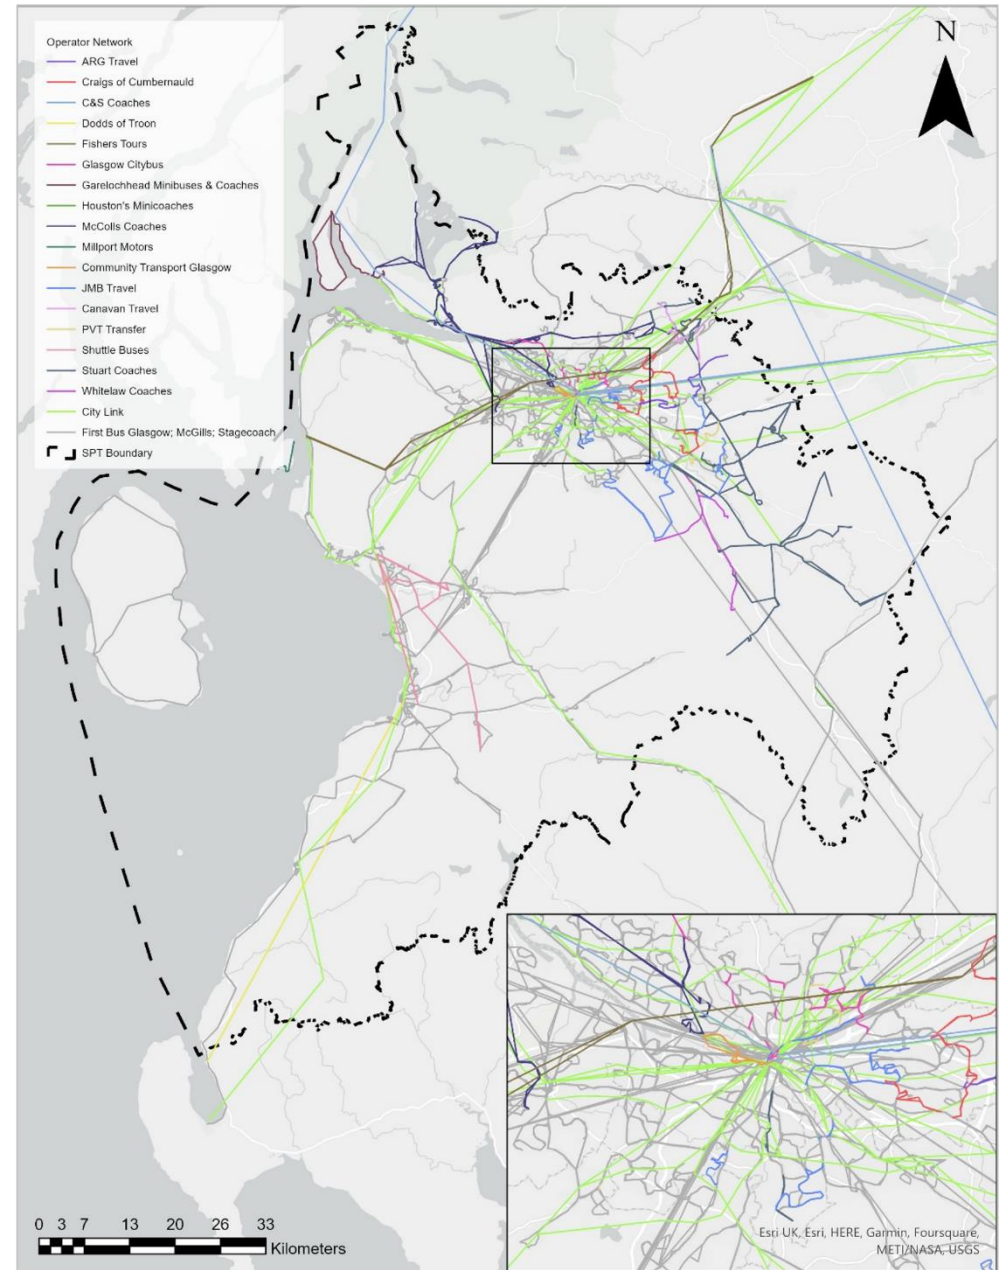 Operator Network
ARG Travel
Craigs of Cumbernauld
C&S Coaches
Dodds of Troon
Fishers Tours
Glasgow Citybus
Garelochhead Minibuses & Coaches
Houston's Minicoaches
McColls Coaches
Millport Motors
Community Transport Glasgow
JMB Travel
Canavan Travel
PVT Transfer
Shuttle Buses
Stuart Coaches
Whitelaw Coaches
City Link
First Bus Glasgow; McGills; Stagecoach
SPT Boundary
N
0 3 7 13 20 26 33
Kilometers
Esri UK, Esri, HERE, Garmin, Foursquare,
METI/NASA, USGS